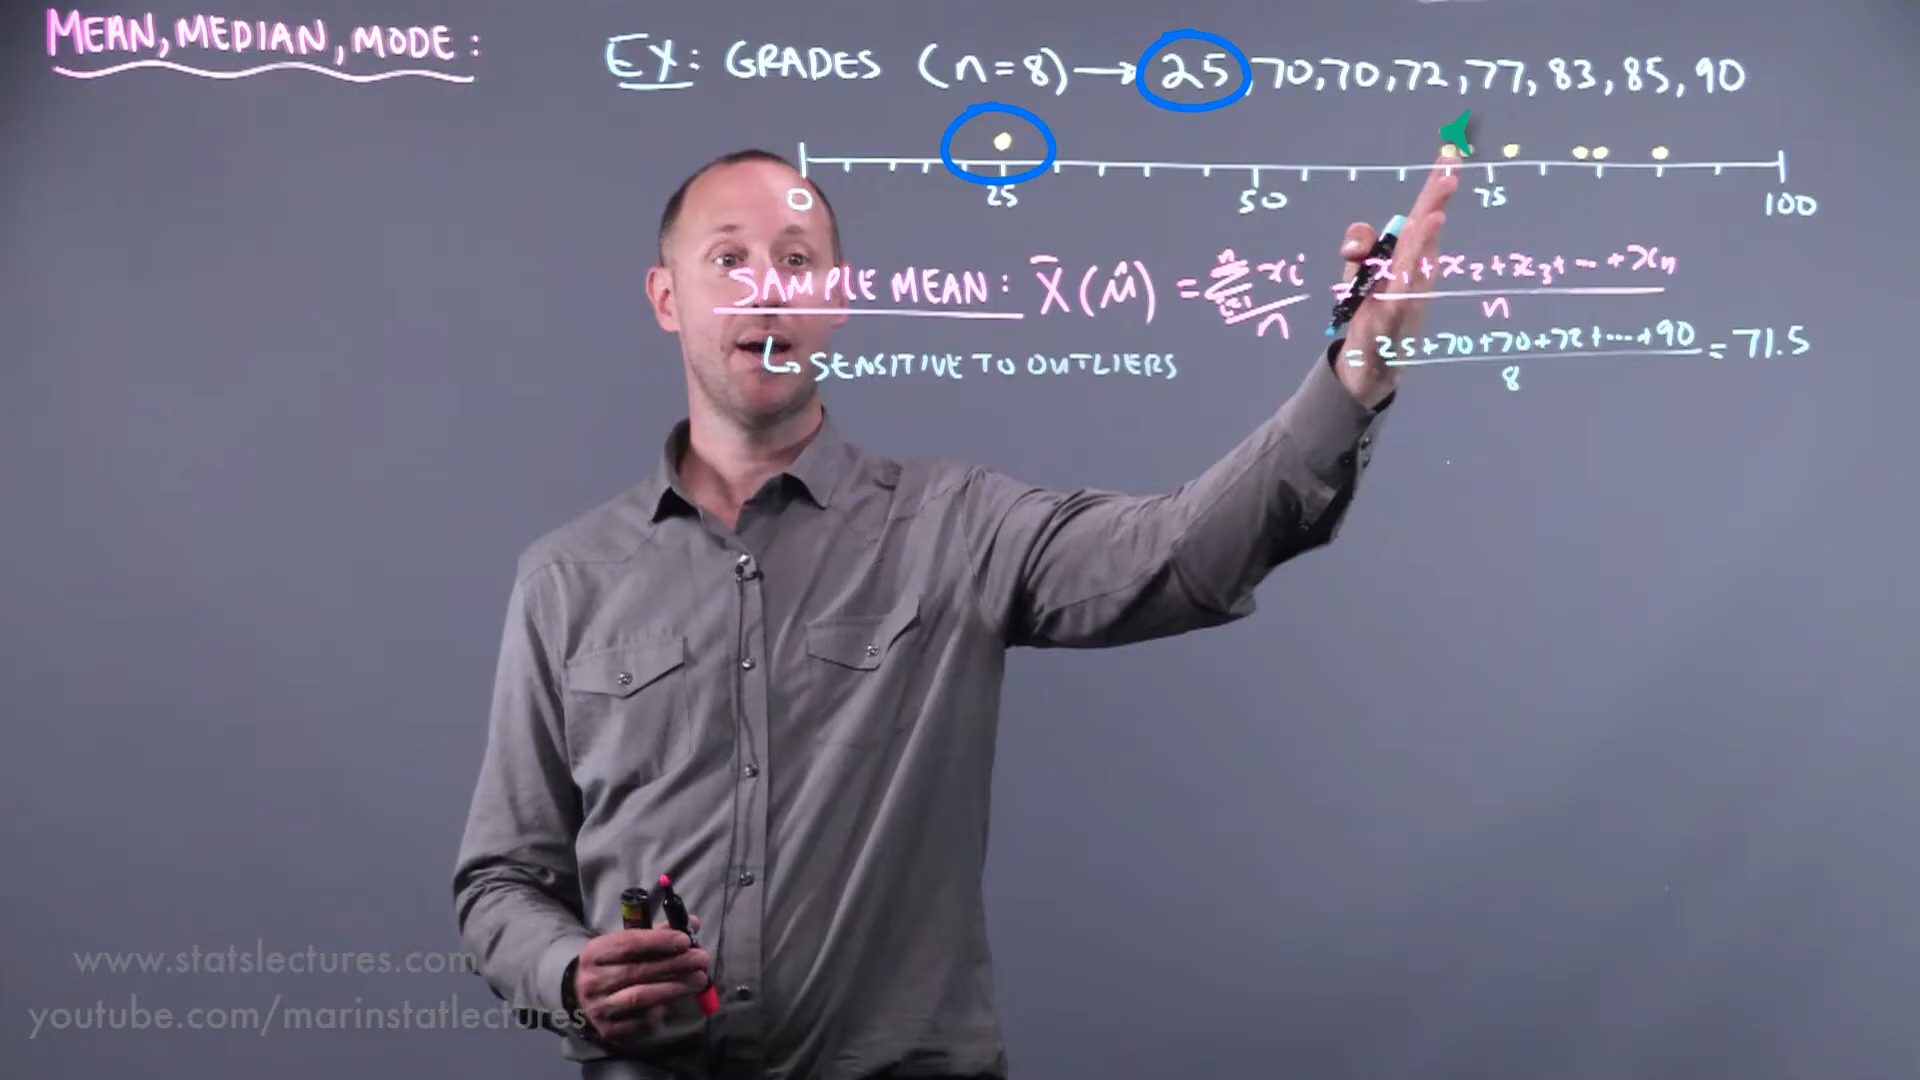 MEAN, MEDIAN, MODE:
EX: GRADES (n=8) → 25, 70, 70, 72, 77, 83, 85, 90
0 25 50 75 100
SAMPLE MEAN: X̄ (μ̂) = Σ xi / n = x₁+x₂+x₃+…+xn / n
i=1
n
= 25+70+70+72+…+90 / 8 = 71.5
↳ SENSITIVE TO OUTLIERS
www.statslectures.com
youtube.com/marinstatlectures